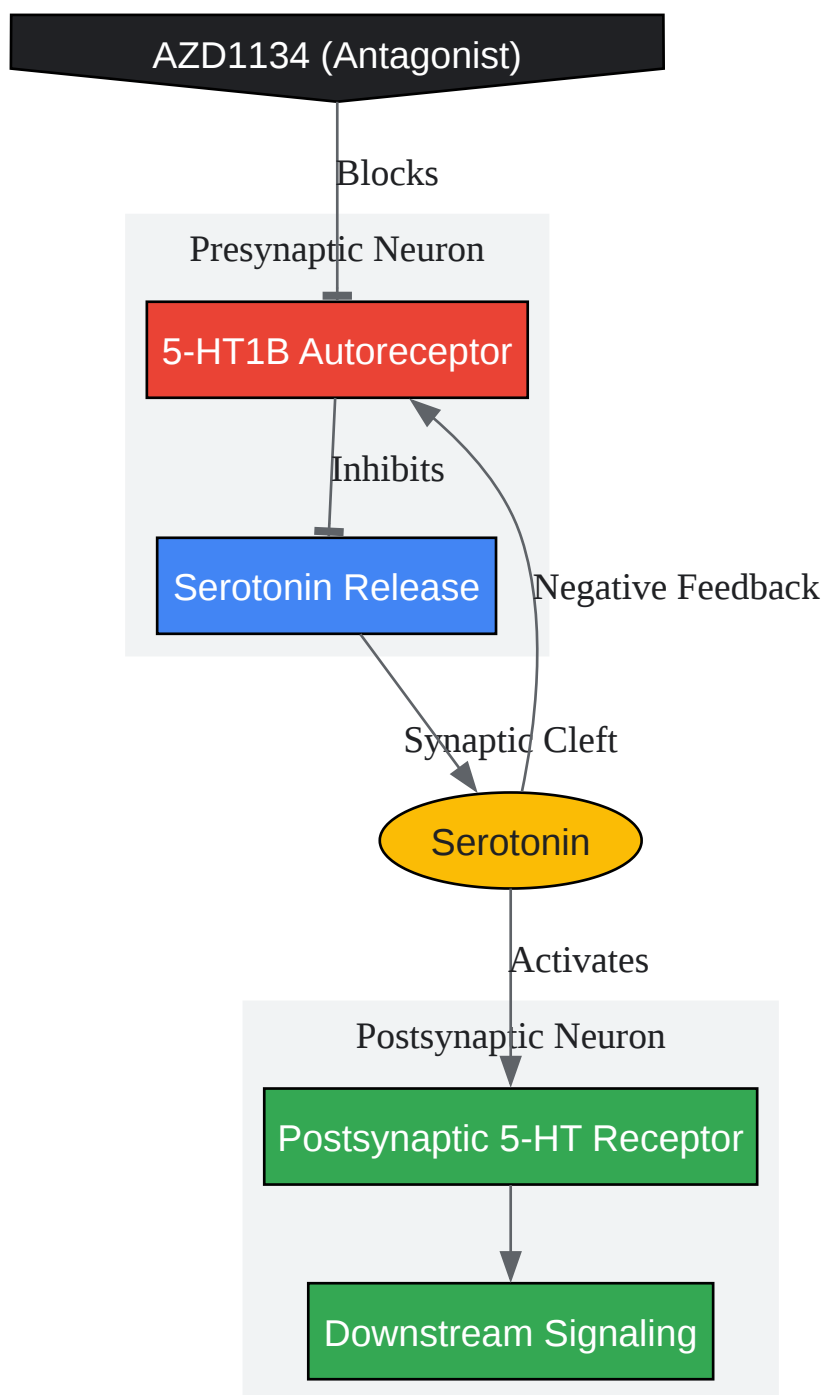 AZD1134 (Antagonist)
Blocks
Presynaptic Neuron
5-HT1B Autoreceptor
Inhibits
Serotonin Release
Negative Feedback
Synaptic Cleft
Serotonin
Activates
Postsynaptic Neuron
Postsynaptic 5-HT Receptor
Downstream Signaling